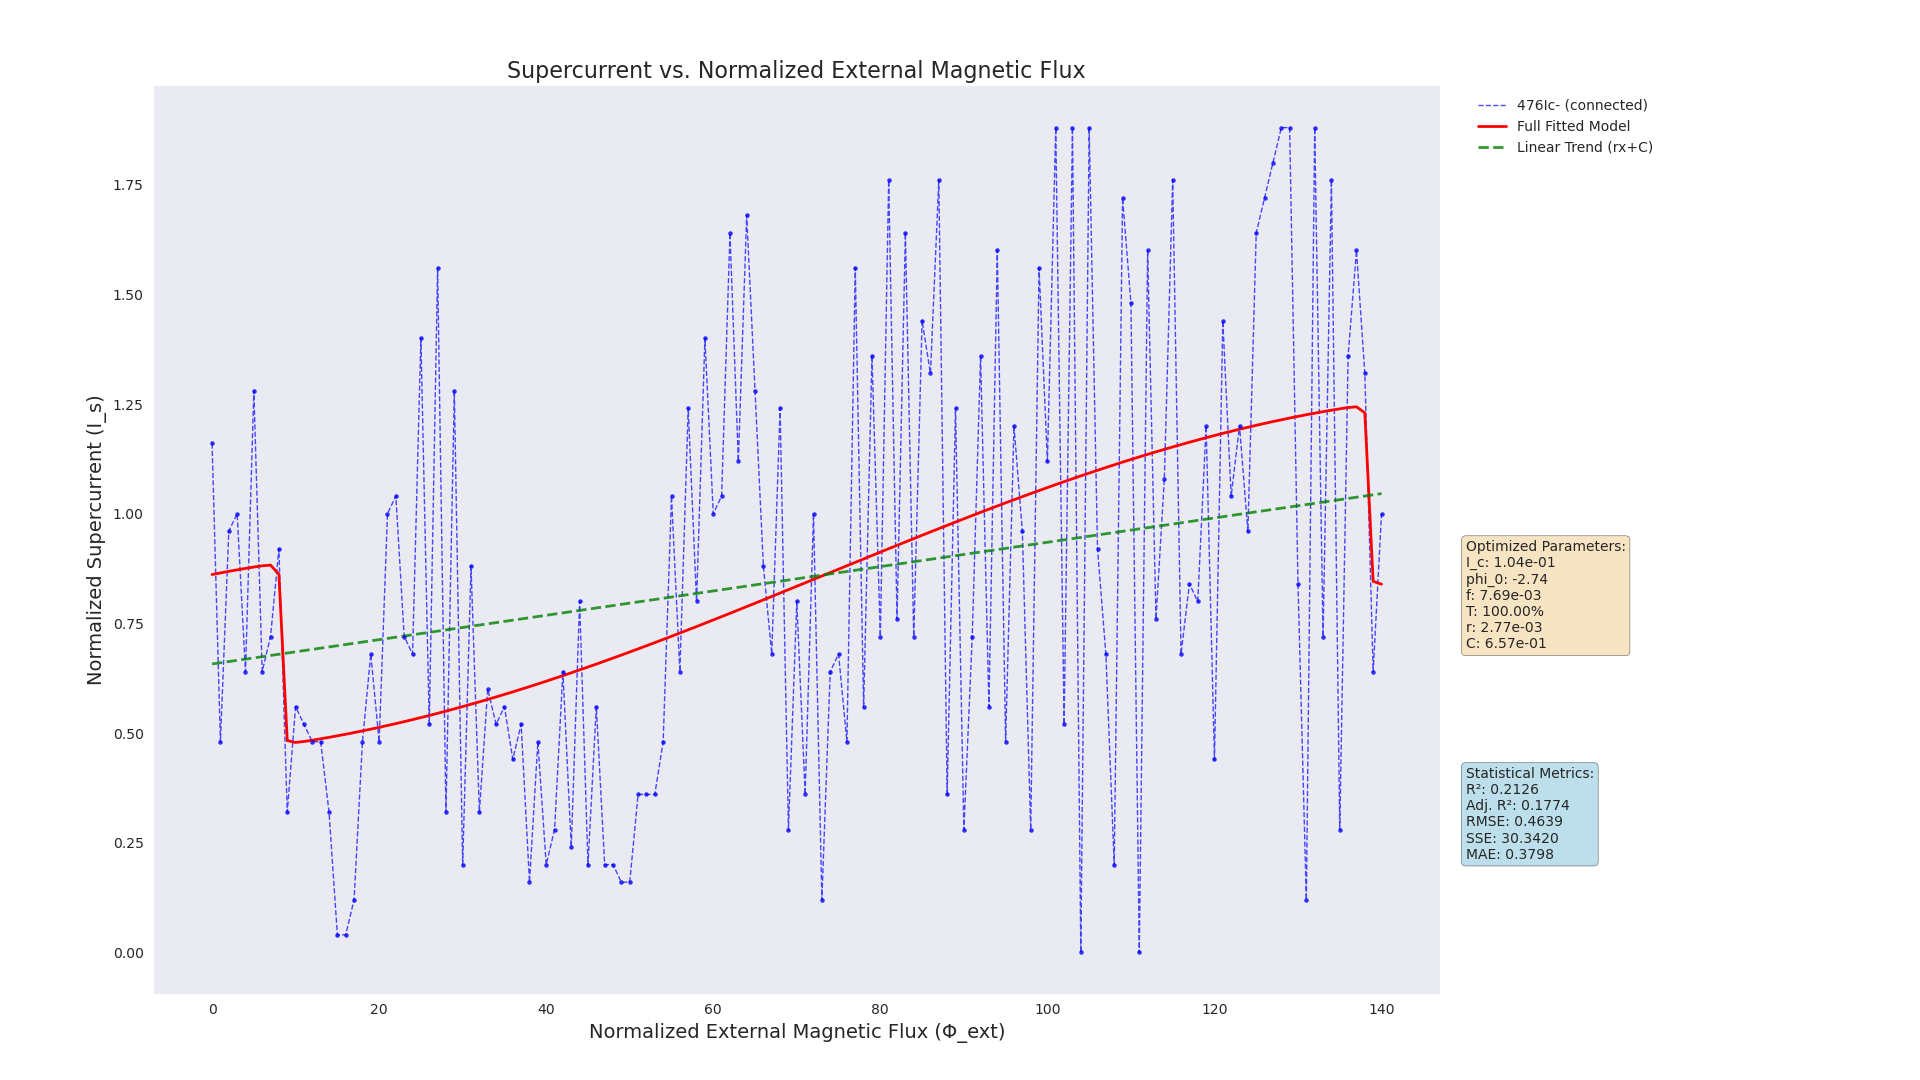 Supercurrent vs. Normalized External Magnetic Flux
476Ic- (connected)
Full Fitted Model
Linear Trend (rx+C)
Normalized Supercurrent (I_s)
1.75
1.50
1.25
1.00
0.75
0.50
0.25
0.00
0
20
40
60
80
100
120
140
Normalized External Magnetic Flux (Φ_ext)
Optimized Parameters:
I_c: 1.04e-01
phi_0: -2.74
f: 7.69e-03
T: 100.00%
r: 2.77e-03
C: 6.57e-01
Statistical Metrics:
R²: 0.2126
Adj. R²: 0.1774
RMSE: 0.4639
SSE: 30.3420
MAE: 0.3798